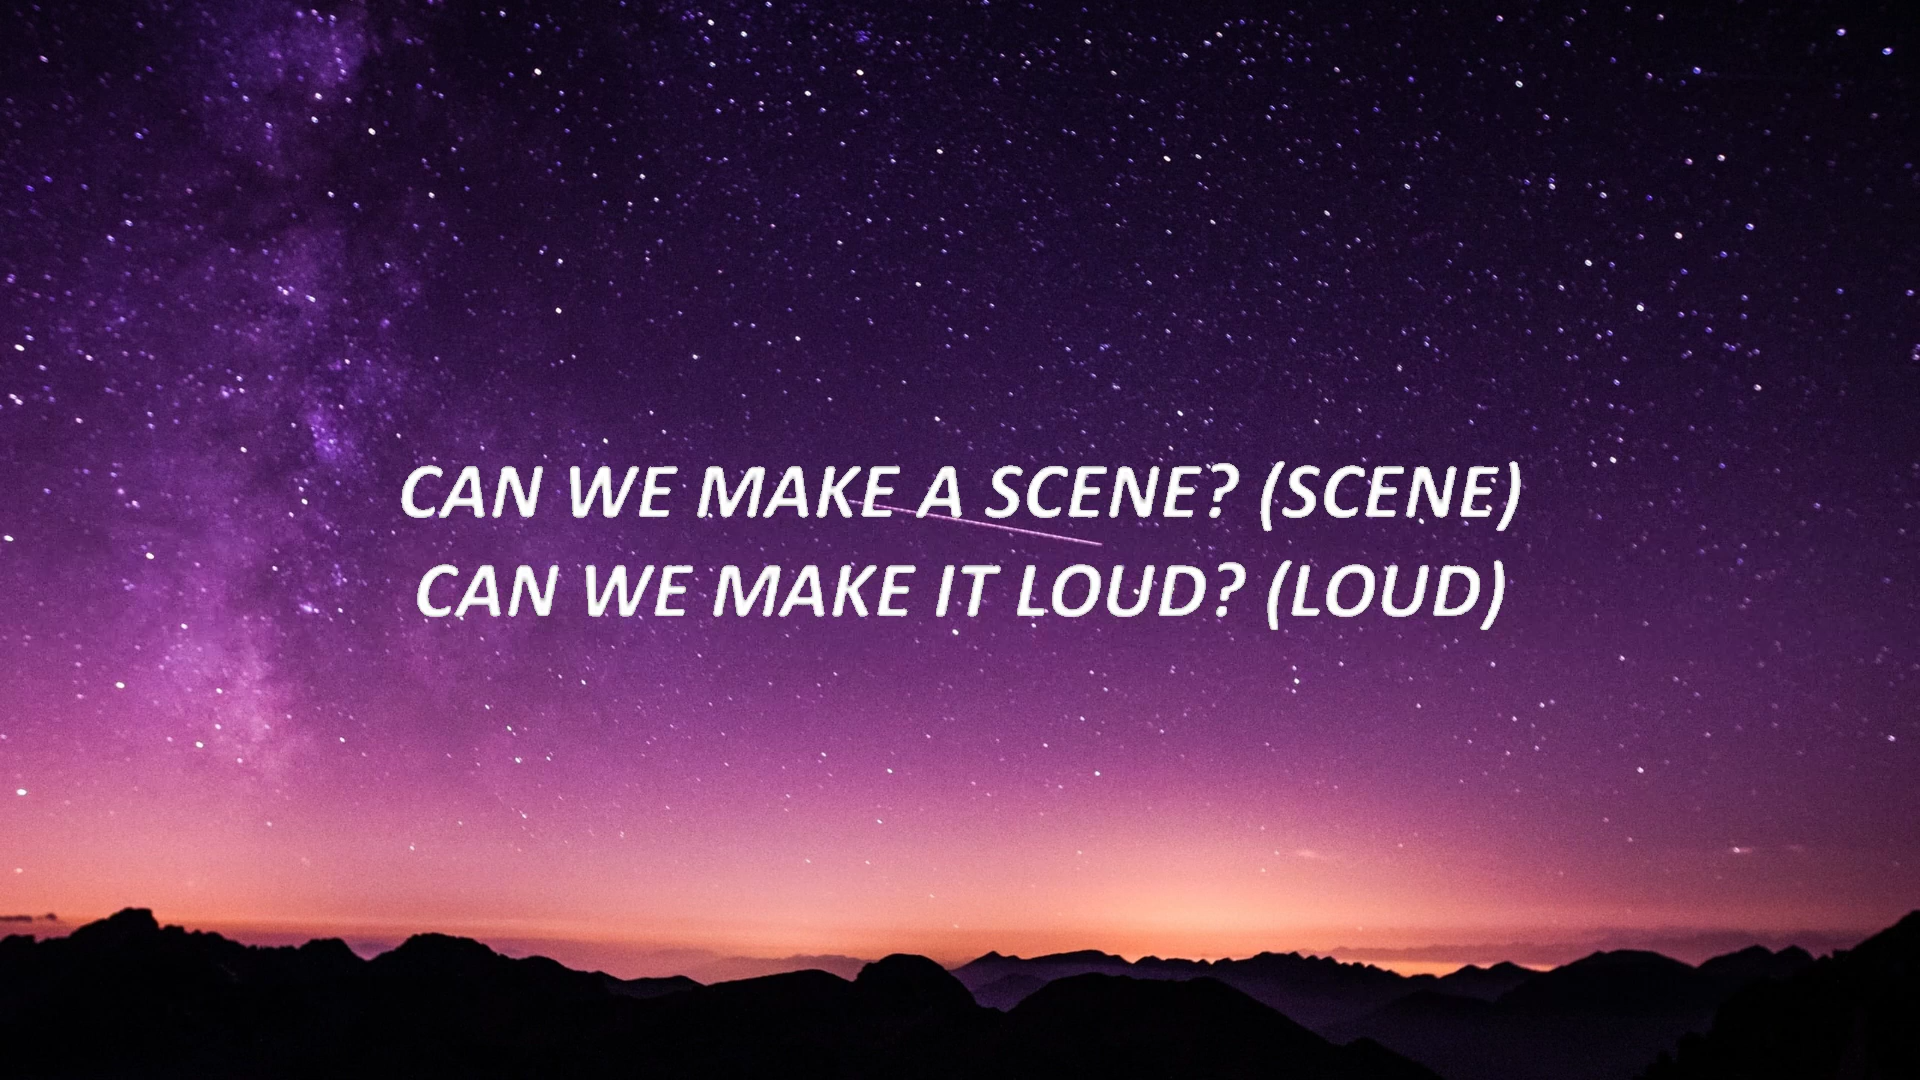 CAN WE MAKE A SCENE? (SCENE)
CAN WE MAKE IT LOUD? (LOUD)